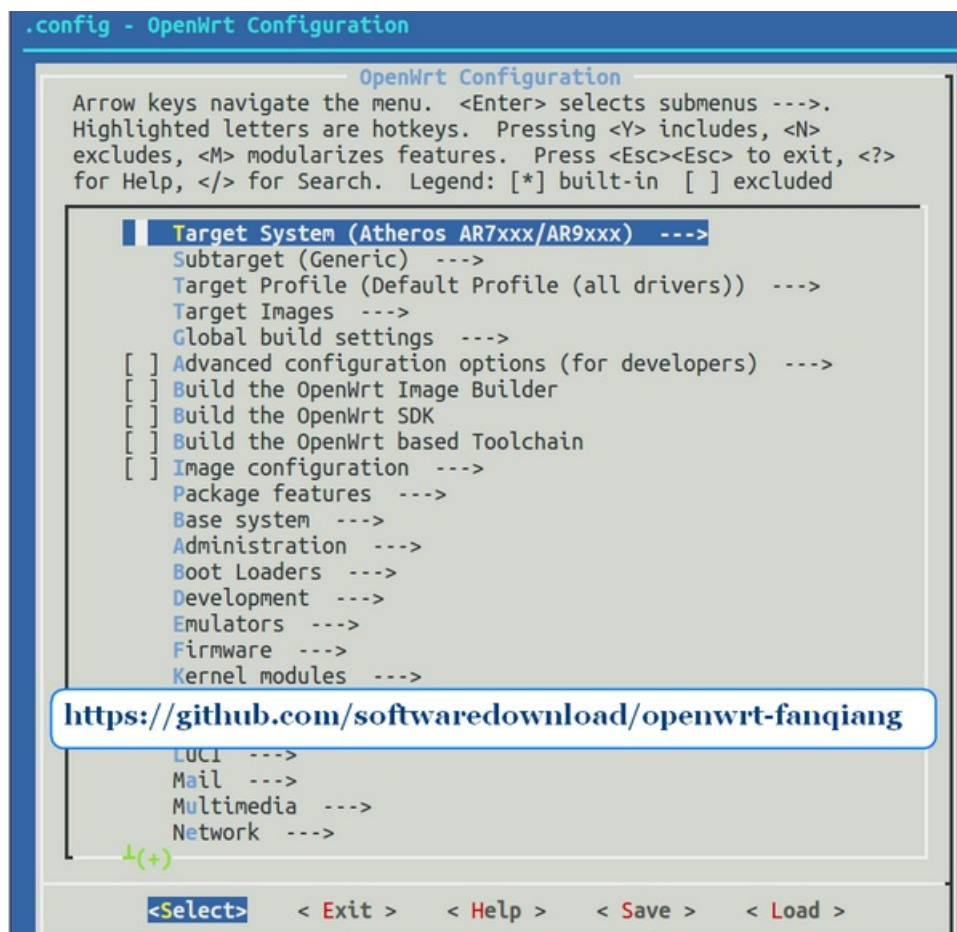 .config - OpenWrt Configuration
OpenWrt Configuration
Arrow keys navigate the menu.  <Enter> selects submenus --->.
Highlighted letters are hotkeys.  Pressing <Y> includes, <N>
excludes, <M> modularizes features.  Press <Esc><Esc> to exit, <?>
for Help, </> for Search.  Legend: [*] built-in  [ ] excluded
Target System (Atheros AR7xxx/AR9xxx)  --->
Subtarget (Generic)  --->
Target Profile (Default Profile (all drivers))  --->
Target Images  --->
Global build settings  --->
[ ] Advanced configuration options (for developers)  --->
[ ] Build the OpenWrt Image Builder
[ ] Build the OpenWrt SDK
[ ] Build the OpenWrt based Toolchain
[ ] Image configuration  --->
Package features  --->
Base system  --->
Administration  --->
Boot Loaders  --->
Development  --->
Emulators  --->
Firmware  --->
Kernel modules  --->
https://github.com/softwaredownload/openwrt-fanqiang
LuCI  --->
Mail  --->
Multimedia  --->
Network  --->
┴(+)
<Select>    < Exit >    < Help >    < Save >    < Load >